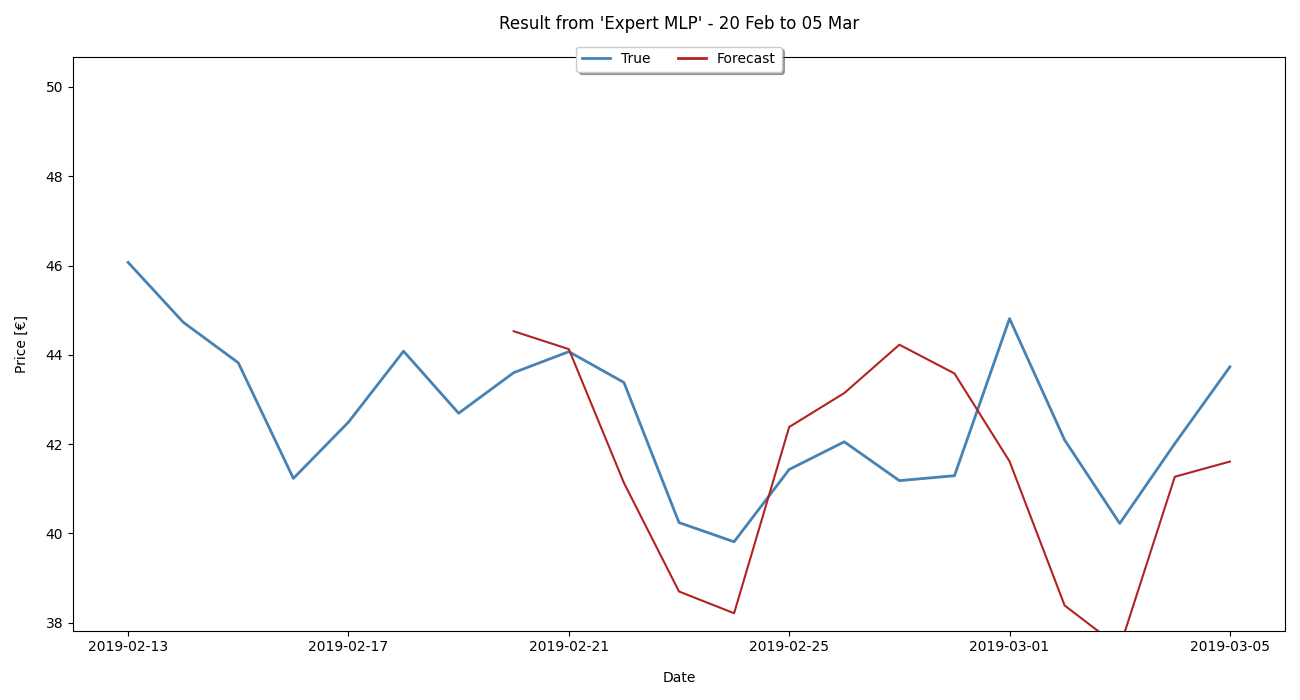 Result from 'Expert MLP' - 20 Feb to 05 Mar
True Forecast
50
48
46
44
42
40
38
Price [€]
2019-02-13 2019-02-17 2019-02-21 2019-02-25 2019-03-01 2019-03-05
Date